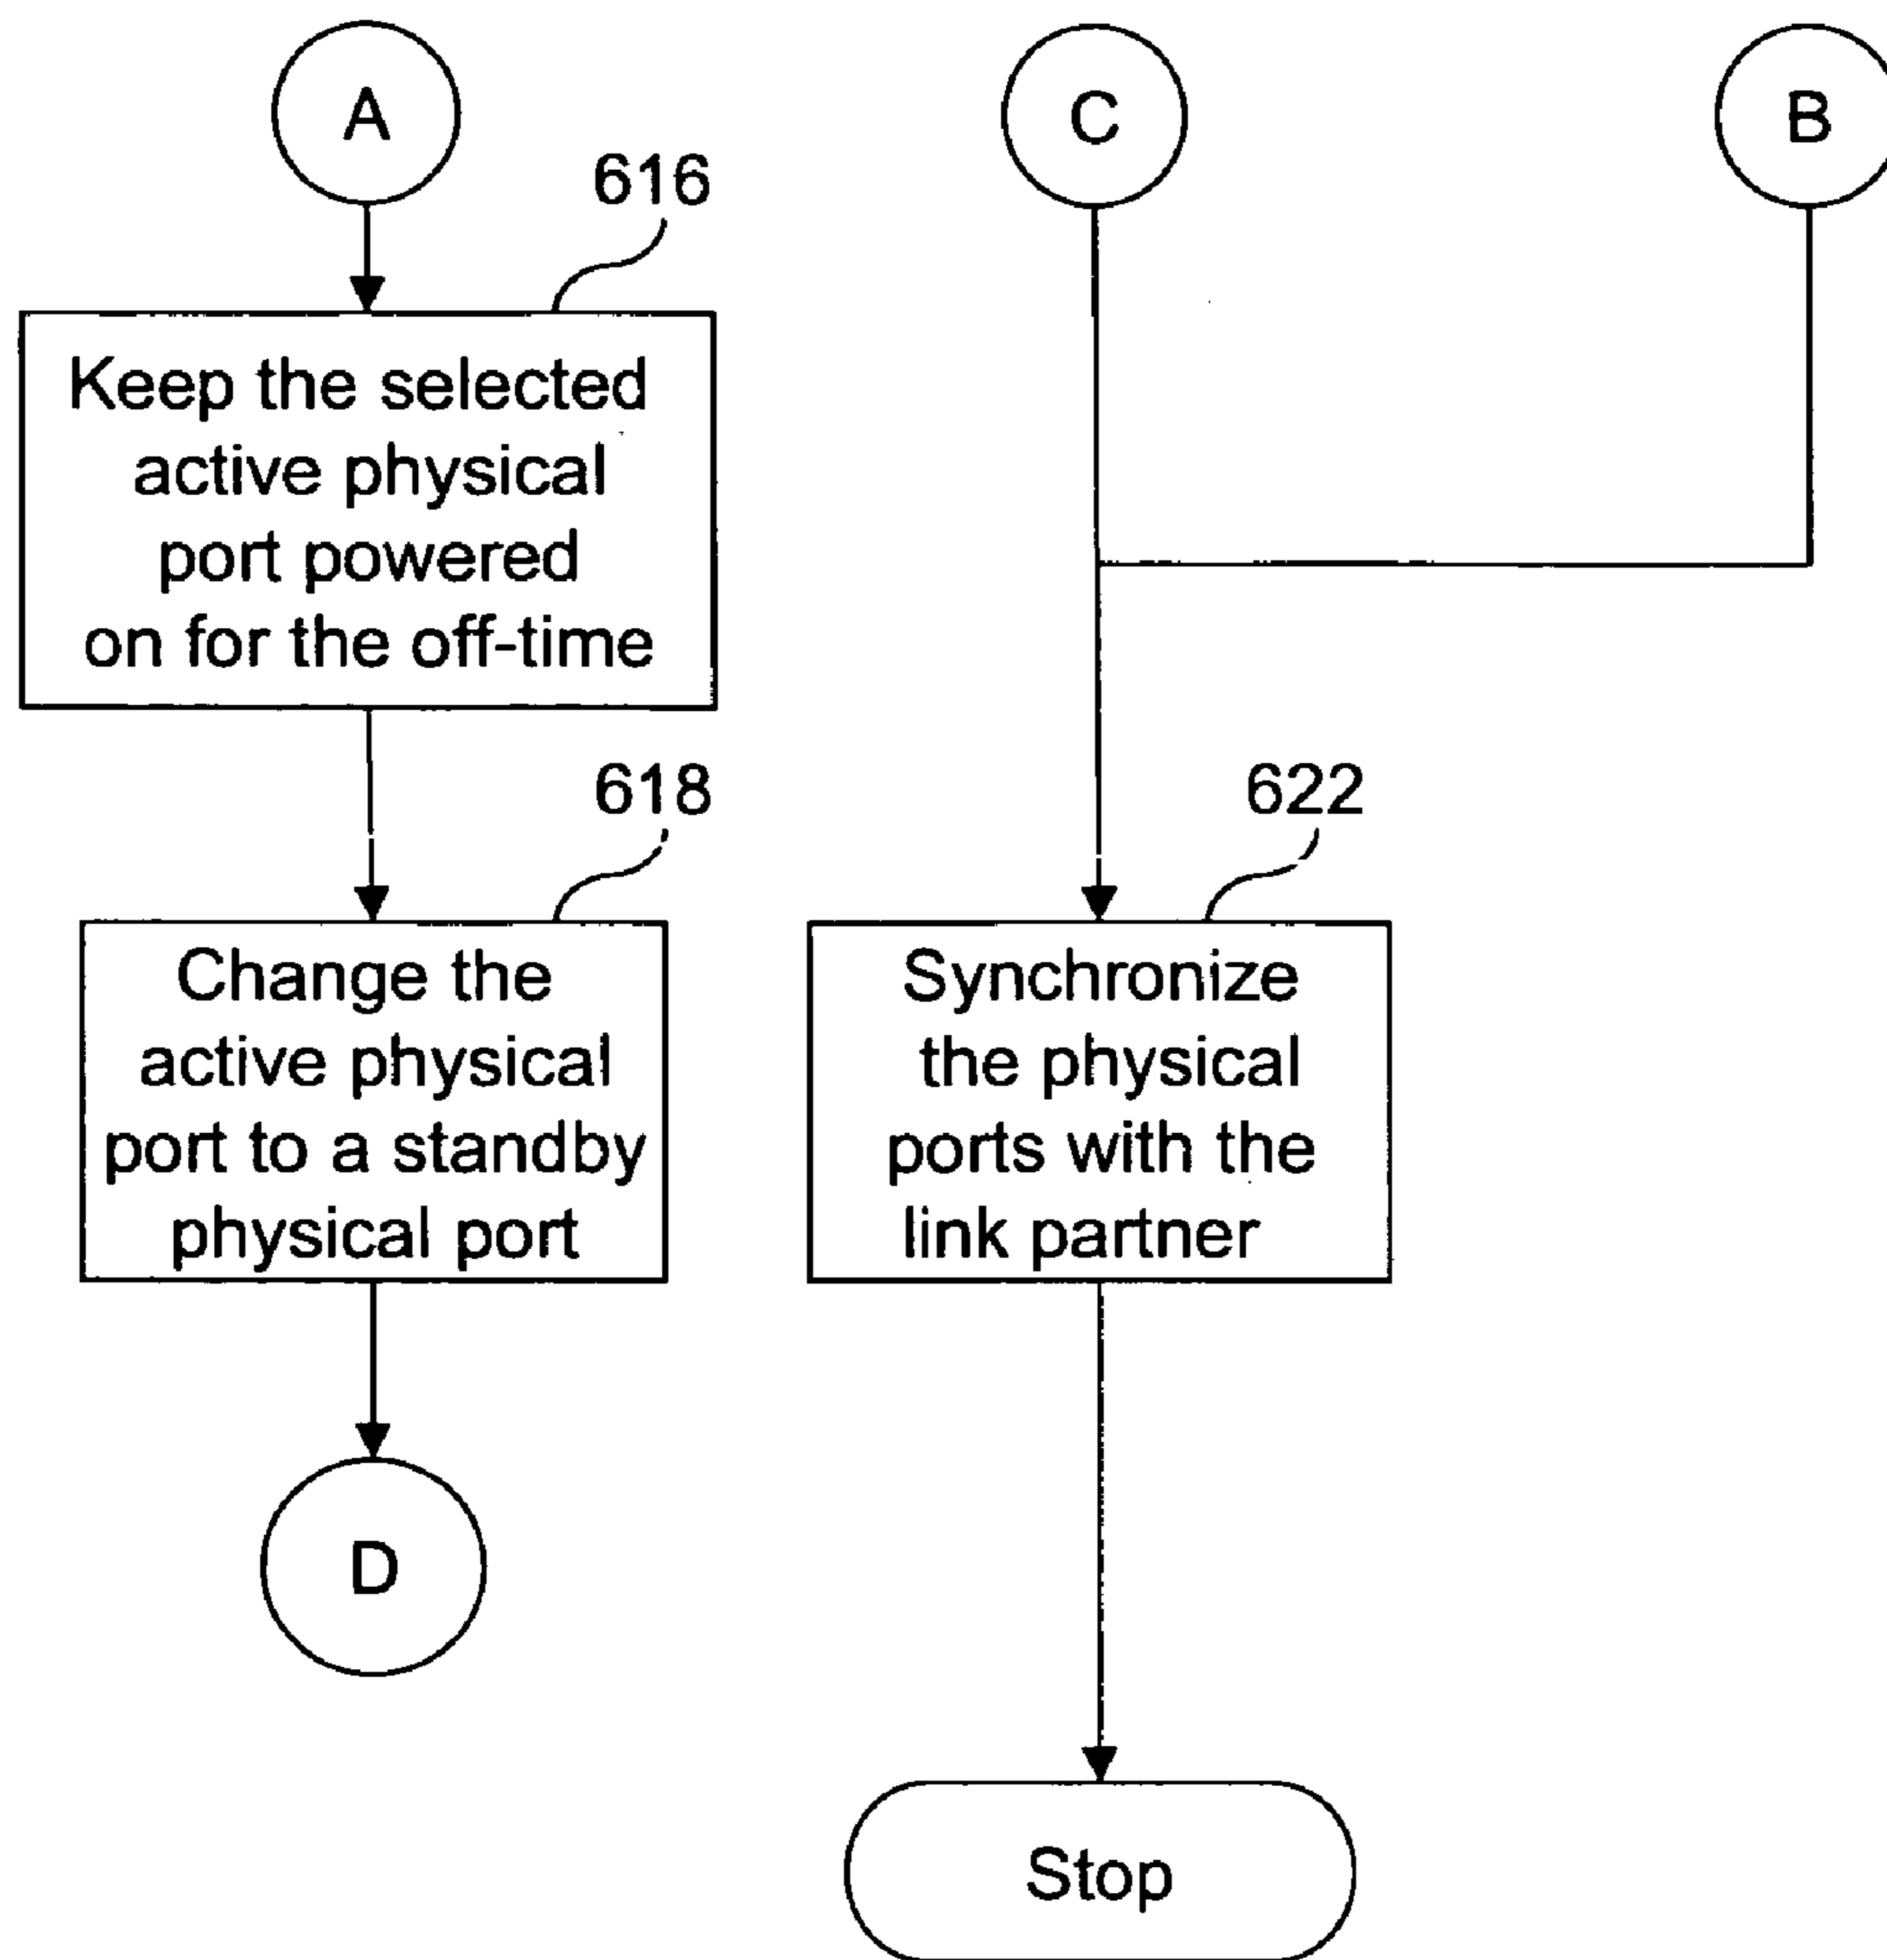 A
C
B
616
Keep the selected
active physical
port powered
on for the off-time
618
Change the
active physical
port to a standby
physical port
622
Synchronize
the physical
ports with the
link partner
D
Stop